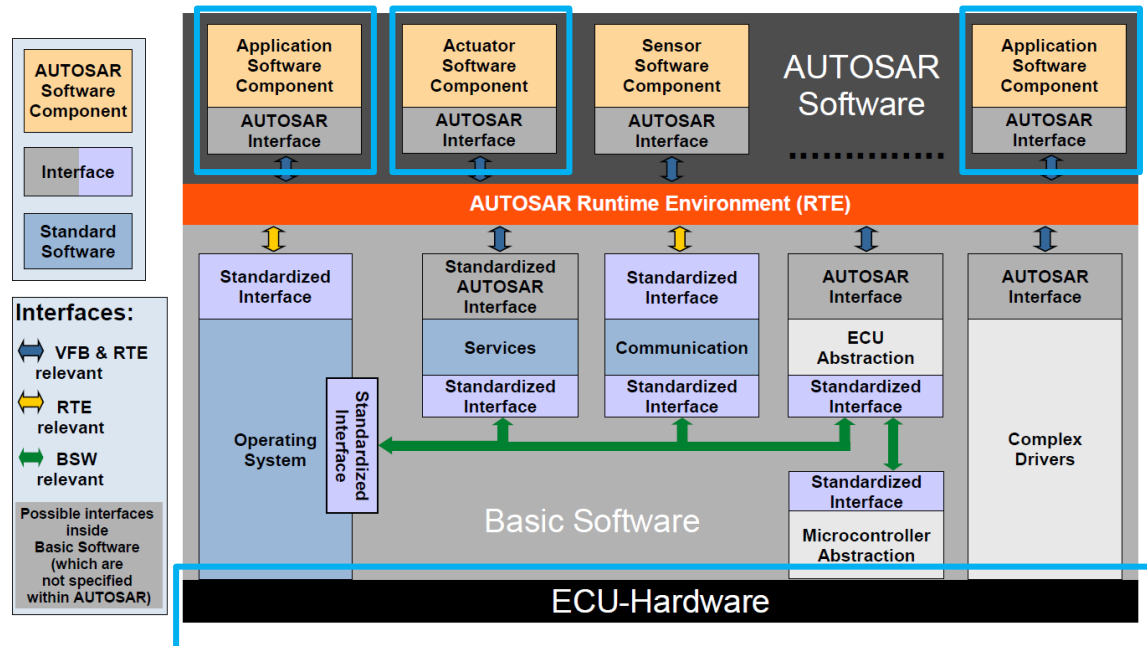 AUTOSAR
Software
Component
Interface
Standard
Software
Interfaces:
VFB & RTE
relevant
RTE
relevant
BSW
relevant
Possible interfaces
inside
Basic Software
(which are
not specified
within AUTOSAR)
Application
Software
Component
AUTOSAR
Interface
Actuator
Software
Component
AUTOSAR
Interface
Sensor
Software
Component
AUTOSAR
Interface
AUTOSAR
Software
..............
Application
Software
Component
AUTOSAR
Interface
AUTOSAR Runtime Environment (RTE)
Standardized
Interface
Operating
System
Standardized
Interface
Standardized
AUTOSAR
Interface
Services
Standardized
Interface
Standardized
Interface
Communication
Standardized
Interface
AUTOSAR
Interface
ECU
Abstraction
Standardized
Interface
Standardized
Interface
Microcontroller
Abstraction
AUTOSAR
Interface
Complex
Drivers
Basic Software
ECU-Hardware